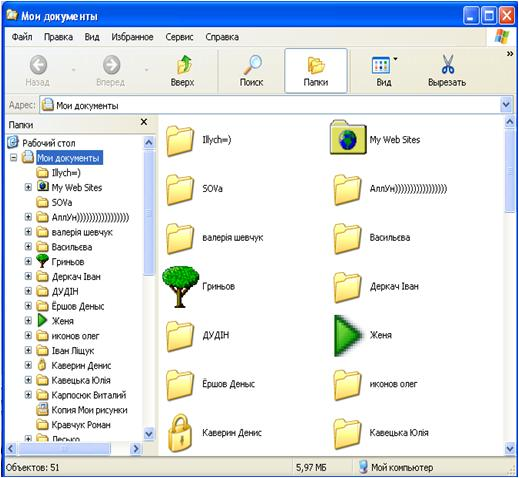 Мои документы
Файл Правка Вид Избранное Сервис Справка
Назад Вперед Вверх Поиск Папки Вид Вырезать »
Адрес: Мои документы
Папки
Рабочий стол
Мои документы
Illych=)
My Web Sites
SOVa
АллУн))))))))))))))))))
валерія шевчук
Васильєва
Гриньов
Деркач Іван
ДУДІН
Ёршов Деныс
Женя
иконов олег
Іван Ліщук
Каверин Денис
Кавецька Юлія
Карпосюк Виталий
Копия Мои рисунки
Кравчук Роман
Песько
Illych=) My Web Sites
SOVa АллУн))))))))))))))))))
валерія шевчук Васильєва
Гриньов Деркач Іван
ДУДІН Женя
Ёршов Деныс иконов олег
Каверин Денис Кавецька Юлія
Объектов: 51 5,97 МБ Мой компьютер